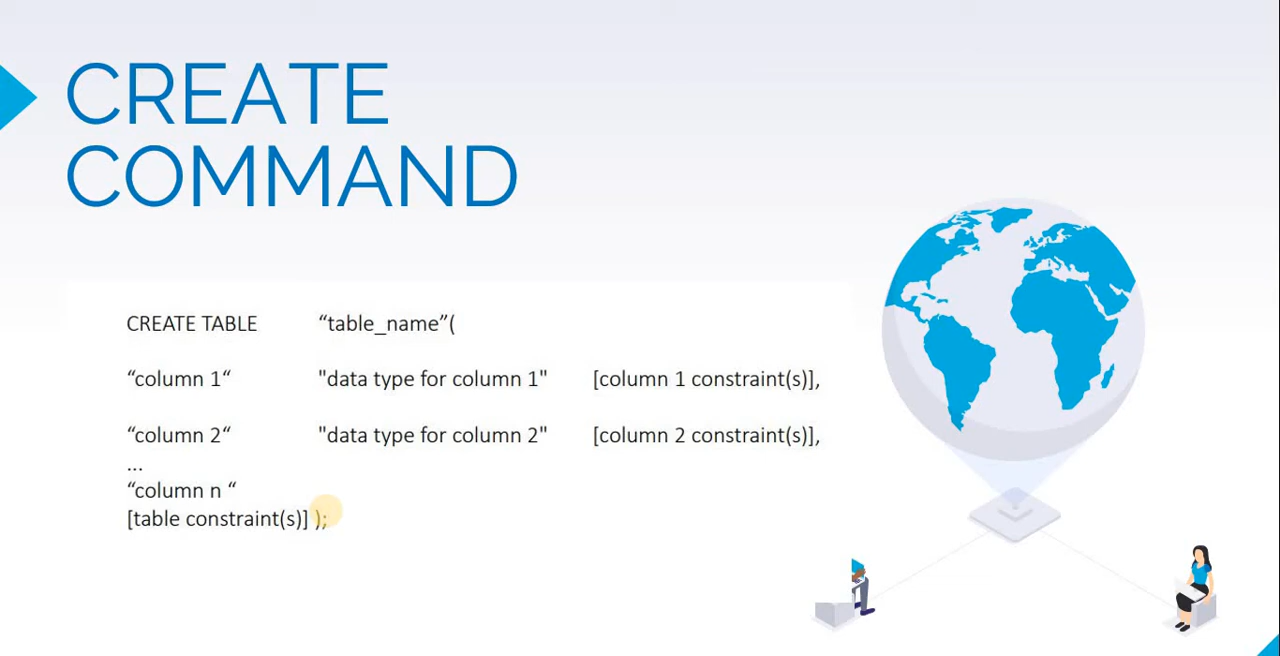 CREATE
COMMAND
CREATE TABLE “table_name”(
“column 1“ "data type for column 1" [column 1 constraint(s)],
“column 2“ "data type for column 2" [column 2 constraint(s)],
...
“column n “
[table constraint(s)] );